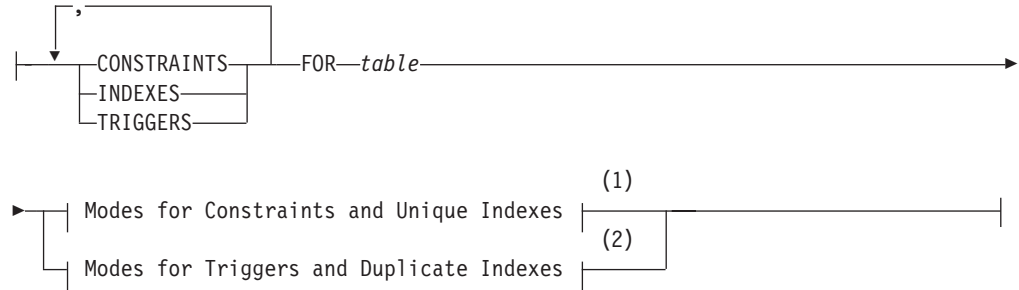 ,
CONSTRAINTS FOR table
INDEXES
TRIGGERS
(1)
Modes for Constraints and Unique Indexes
(2)
Modes for Triggers and Duplicate Indexes